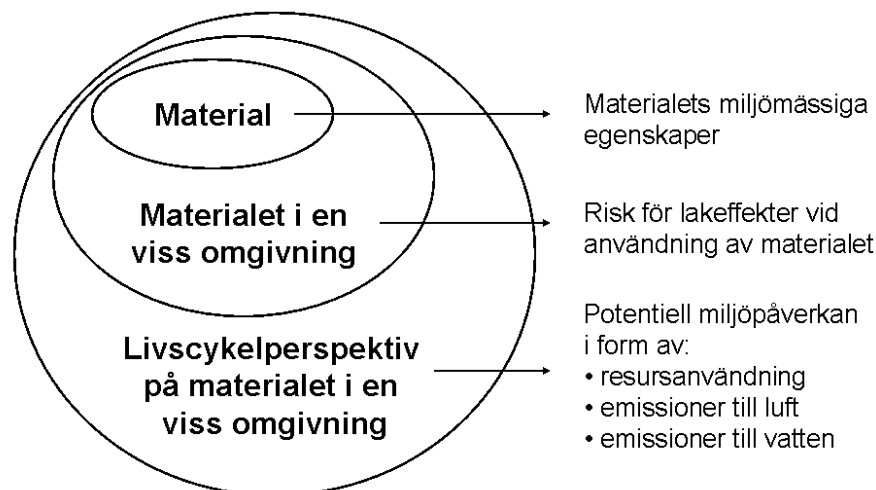 Material
Materialets miljömässiga
egenskaper
Materialet i en
viss omgivning
Risk för lakeffekter vid
användning av materialet
Livscykelperspektiv
på materialet i en
viss omgivning
Potentiell miljöpåverkan
i form av:
• resursanvändning
• emissioner till luft
• emissioner till vatten